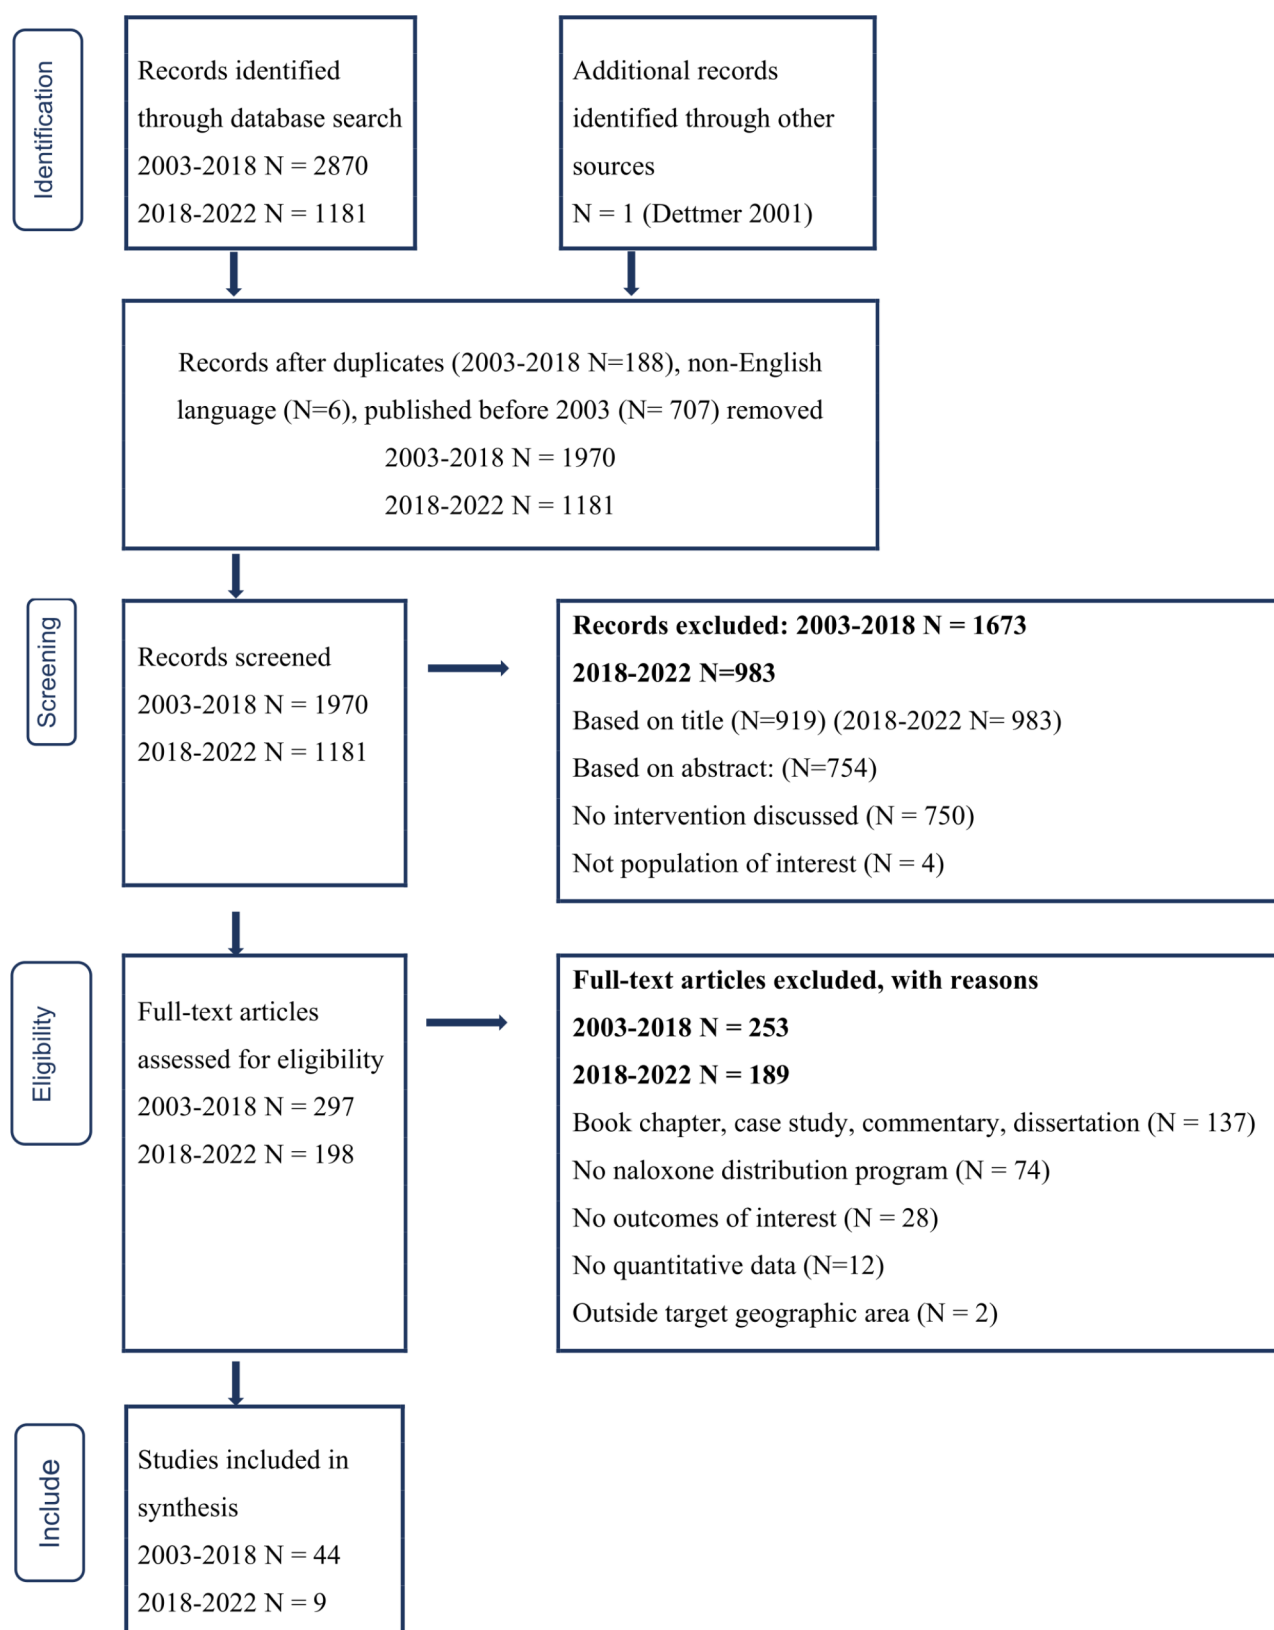 Identification
Records identified
through database search
2003-2018 N = 2870
2018-2022 N = 1181
Additional records
identified through other
sources
N = 1 (Dettmer 2001)
Records after duplicates (2003-2018 N=188), non-English
language (N=6), published before 2003 (N= 707) removed
2003-2018 N = 1970
2018-2022 N = 1181
Screening
Records screened
2003-2018 N = 1970
2018-2022 N = 1181
Records excluded: 2003-2018 N = 1673
2018-2022 N=983
Based on title (N=919) (2018-2022 N= 983)
Based on abstract: (N=754)
No intervention discussed (N = 750)
Not population of interest (N = 4)
Eligibility
Full-text articles
assessed for eligibility
2003-2018 N = 297
2018-2022 N = 198
Full-text articles excluded, with reasons
2003-2018 N = 253
2018-2022 N = 189
Book chapter, case study, commentary, dissertation (N = 137)
No naloxone distribution program (N = 74)
No outcomes of interest (N = 28)
No quantitative data (N=12)
Outside target geographic area (N = 2)
Include
Studies included in
synthesis
2003-2018 N = 44
2018-2022 N = 9